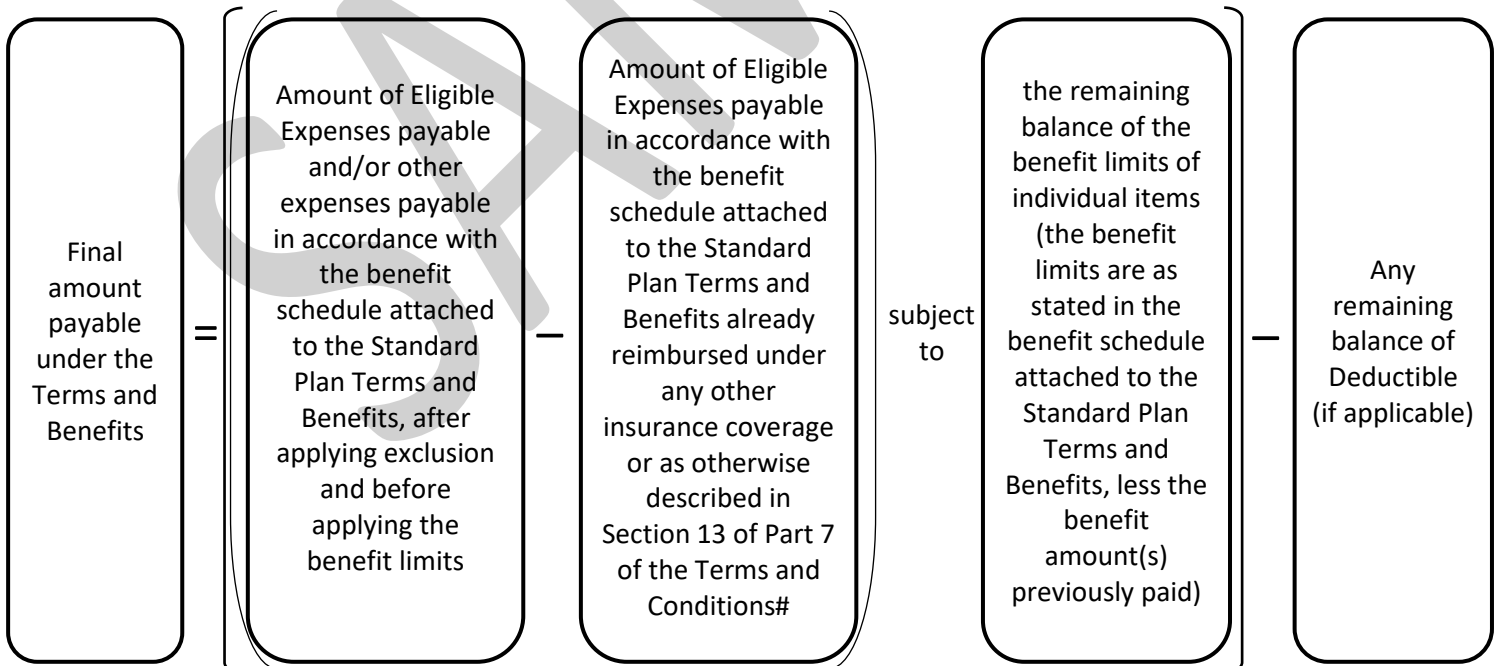 Final
amount
payable
under the
Terms and
Benefits
=
Amount of Eligible
Expenses payable
and/or other
expenses payable
in accordance with
the benefit
schedule attached
to the Standard
Plan Terms and
Benefits, after
applying exclusion
and before
applying the
benefit limits
—
Amount of Eligible
Expenses payable
in accordance with
the benefit
schedule attached
to the Standard
Plan Terms and
Benefits already
reimbursed under
any other
insurance coverage
or as otherwise
described in
Section 13 of Part 7
of the Terms and
Conditions#
subject
to
the remaining
balance of the
benefit limits of
individual items
(the benefit
limits are as
stated in the
benefit schedule
attached to the
Standard Plan
Terms and
Benefits, less the
benefit
amount(s)
previously paid)
—
Any
remaining
balance of
Deductible
(if applicable)